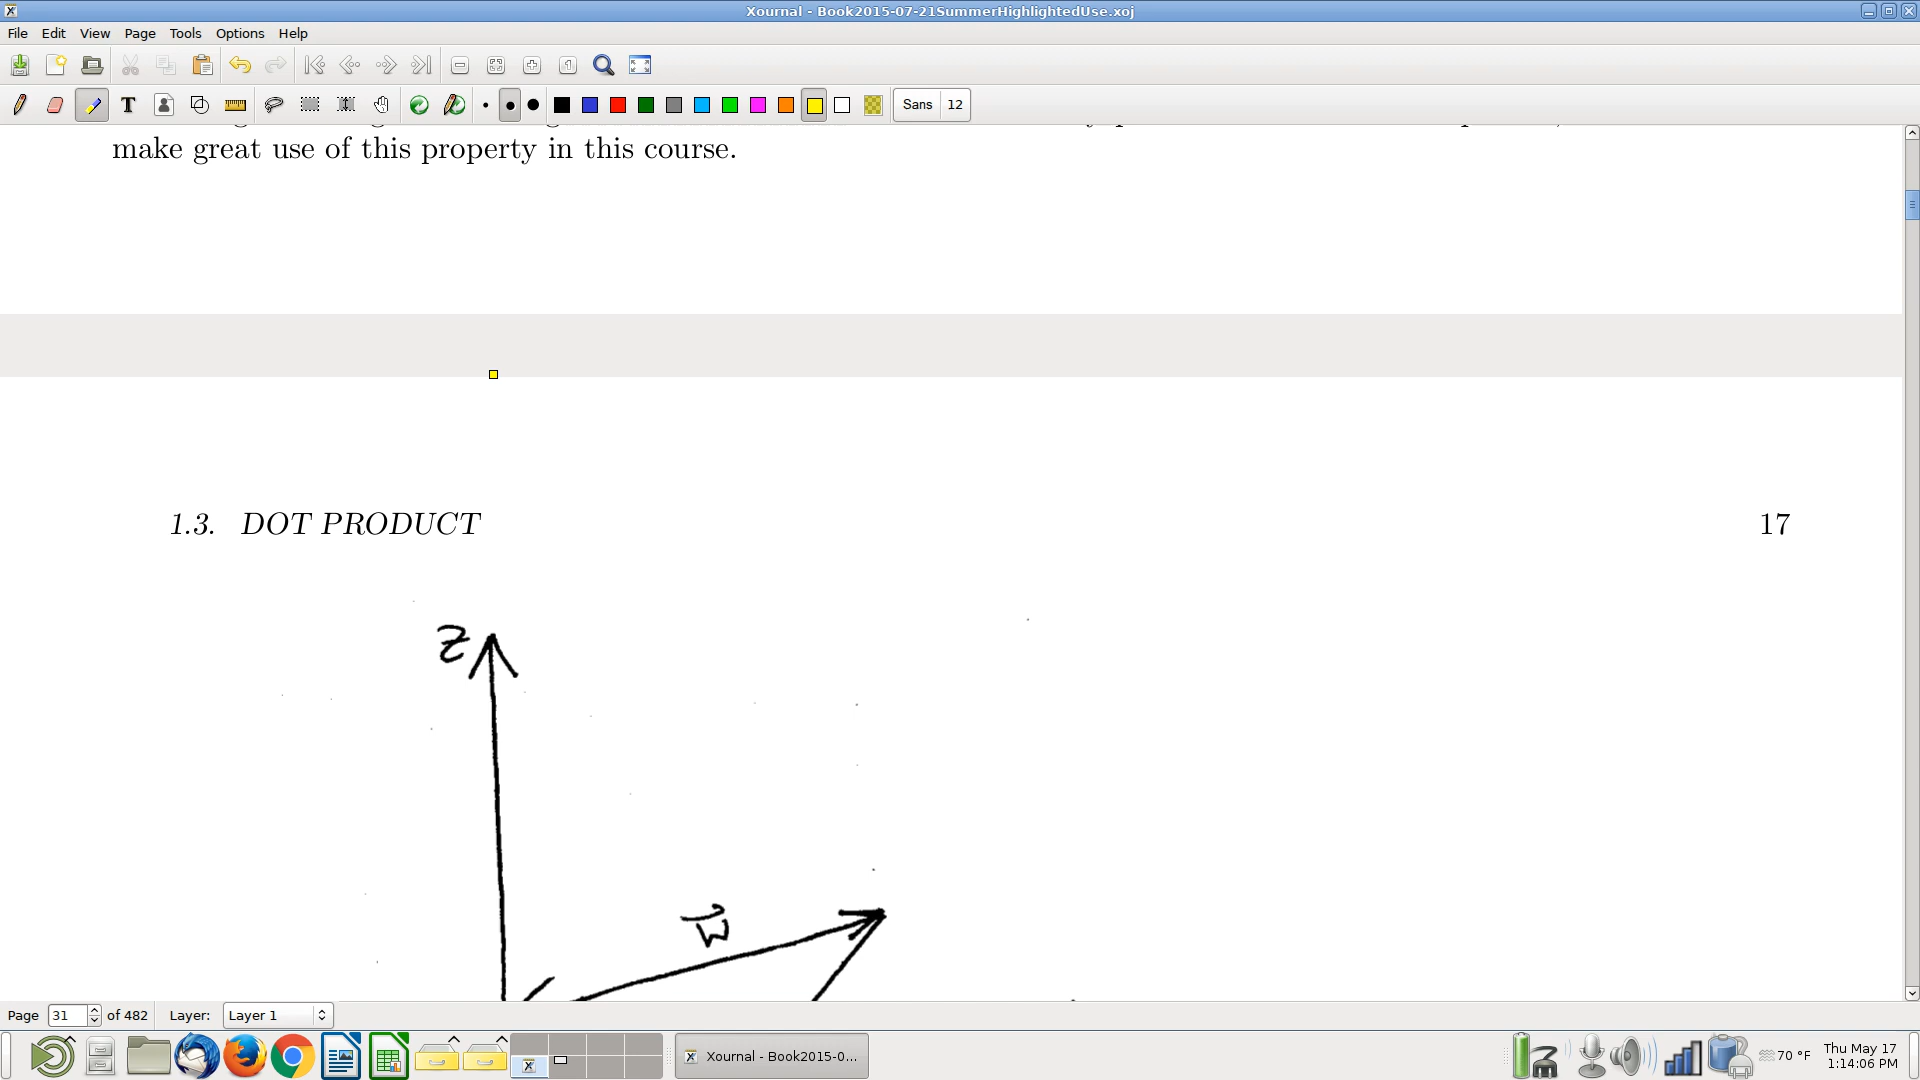 Xournal - Book2015-07-21SummerHighlightedUse.xoj
File Edit View Page Tools Options Help
T Sans 12
make great use of this property in this course.
1.3. DOT PRODUCT 17
z
w
Page 31 of 482 Layer: Layer 1
Xournal - Book2015-0... 70 °F Thu May 17
1:14:06 PM